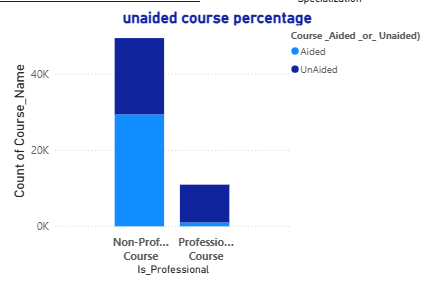 Specialization
unaided course percentage
Course _Aided _or_ Unaided)
Aided
UnAided
Count of Course_Name
40K
20K
0K
Non-Prof... Professio...
Course Course
Is_Professional